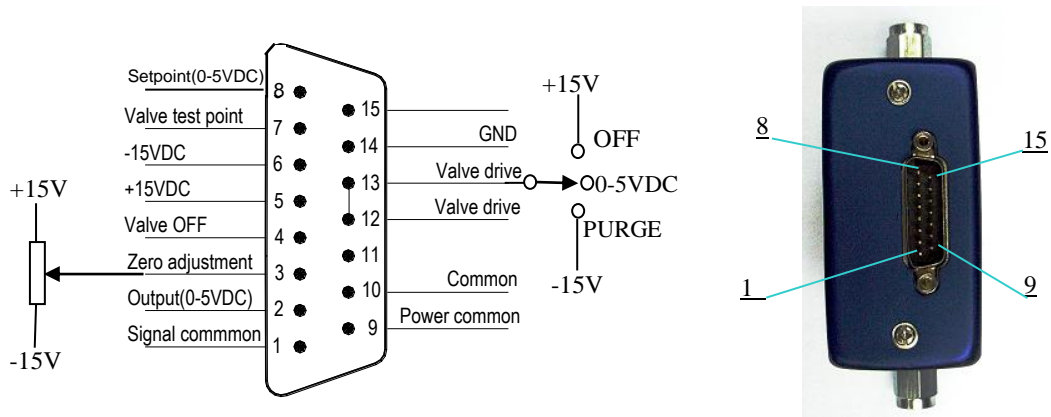 Setpoint(0-5VDC)
8
Valve test point
7
-15VDC
6
+15VDC
5
Valve OFF
4
Zero adjustment
3
Output(0-5VDC)
2
Signal commmon
1
+15V
-15V
15
GND
14
Valve drive
13
Valve drive
12
11
Common
10
Power common
9
+15V
OFF
0-5VDC
PURGE
-15V
8
15
1
9